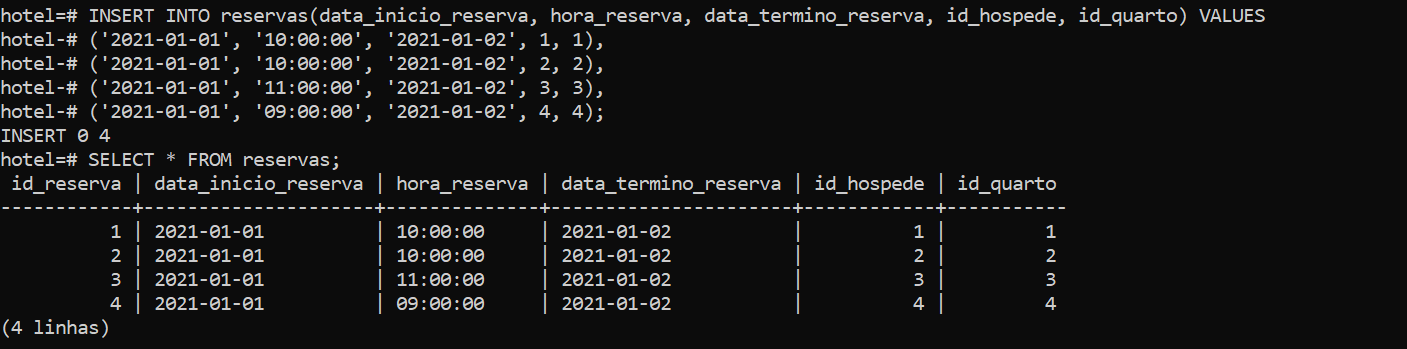 hotel=# INSERT INTO reservas(data_inicio_reserva, hora_reserva, data_termino_reserva, id_hospede, id_quarto) VALUES
hotel-# ('2021-01-01', '10:00:00', '2021-01-02', 1, 1),
hotel-# ('2021-01-01', '10:00:00', '2021-01-02', 2, 2),
hotel-# ('2021-01-01', '11:00:00', '2021-01-02', 3, 3),
hotel-# ('2021-01-01', '09:00:00', '2021-01-02', 4, 4);
INSERT 0 4
hotel=# SELECT * FROM reservas;
 id_reserva | data_inicio_reserva | hora_reserva | data_termino_reserva | id_hospede | id_quarto
------------+---------------------+--------------+----------------------+------------+-----------
          1 | 2021-01-01          | 10:00:00     | 2021-01-02           |          1 |         1
          2 | 2021-01-01          | 10:00:00     | 2021-01-02           |          2 |         2
          3 | 2021-01-01          | 11:00:00     | 2021-01-02           |          3 |         3
          4 | 2021-01-01          | 09:00:00     | 2021-01-02           |          4 |         4
(4 linhas)